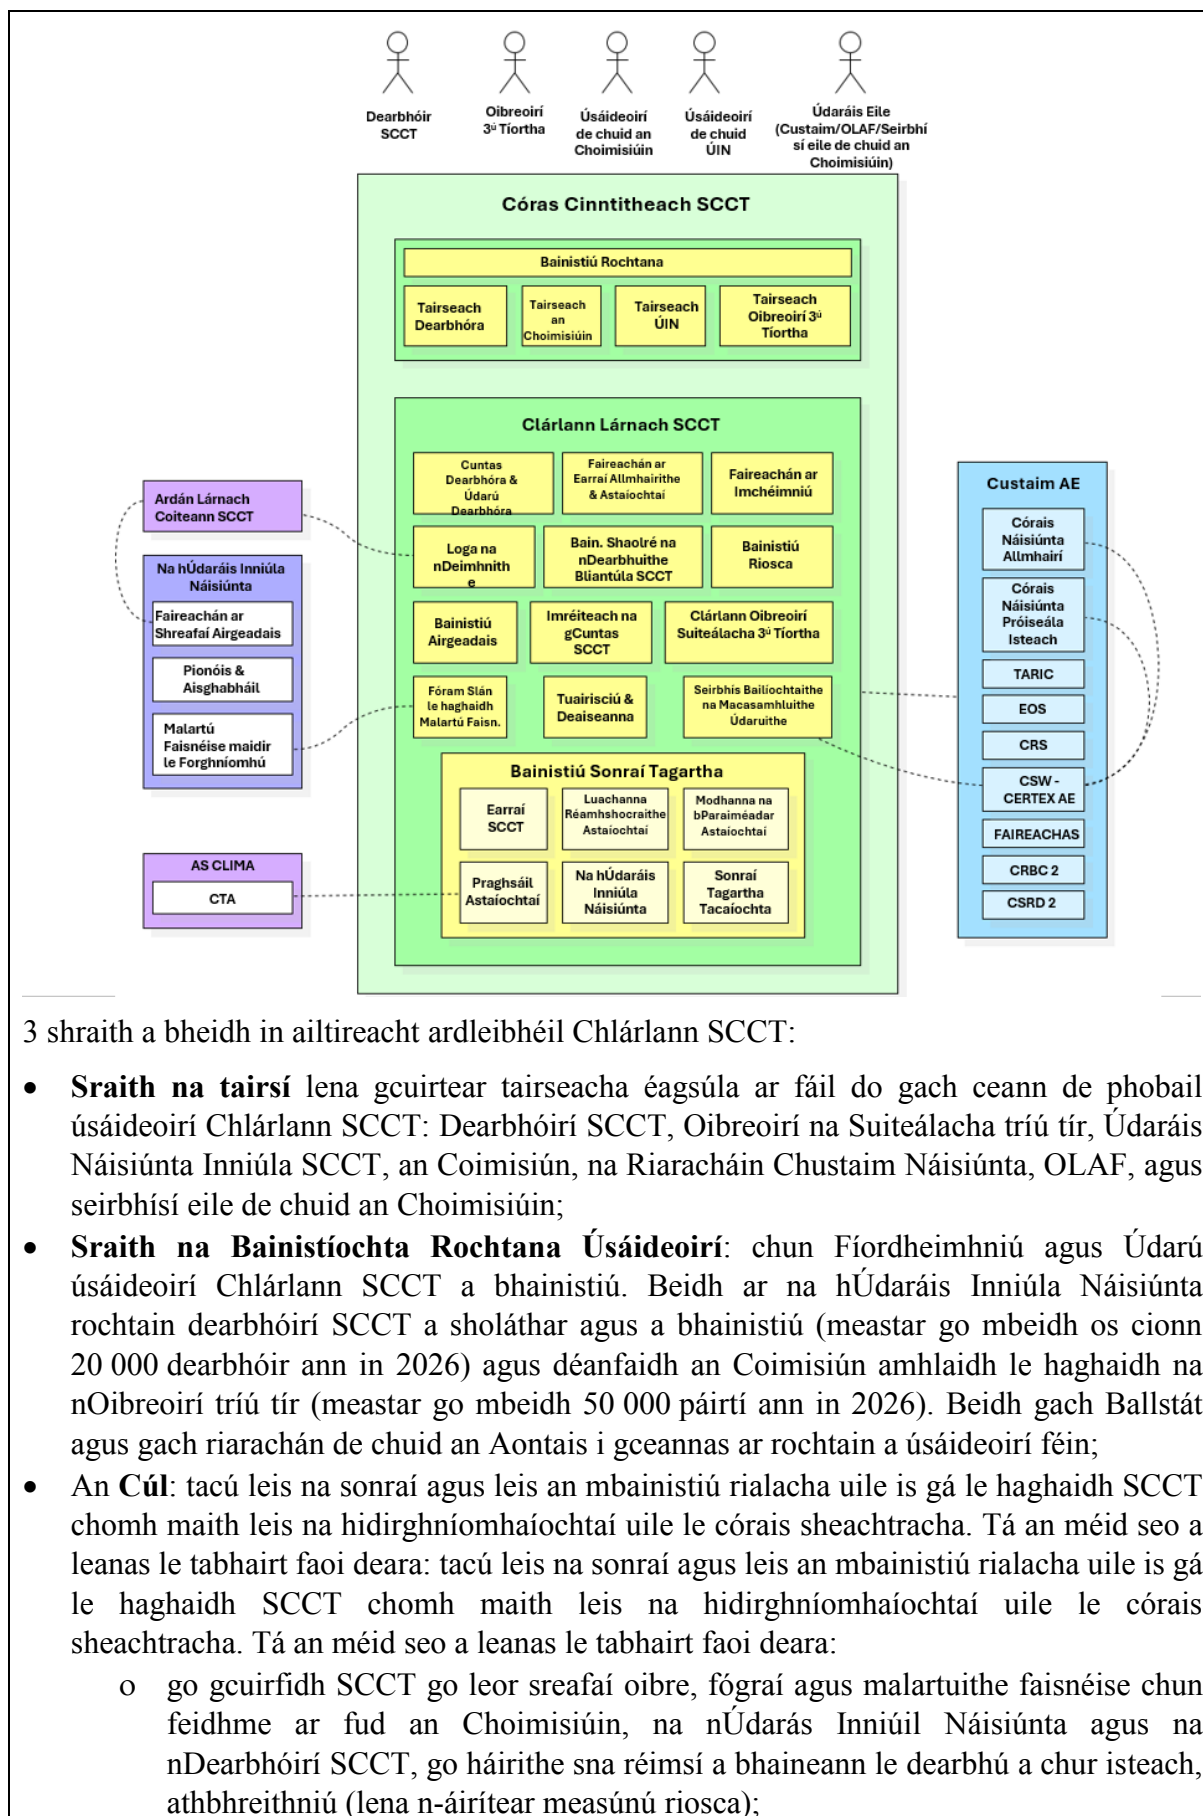 Dearbhóir
SCCT
Oibreoirí
3ú Tíortha
Úsáideoirí
de chuid an
Choimisiúin
Úsáideoirí
de chuid
ÚIN
Údaráis Eile
(Custaim/OLAF/Seirbhí
sí eile de chuid an
Choimisiúin)
Córas Cinntitheach SCCT
Bainistiú Rochtana
Tairseach
Dearbhóra
Tairseach
an
Choimisiúin
Tairseach
ÚIN
Tairseach
Oibreoirí 3ú
Tíortha
Clárlann Lárnach SCCT
Cuntas
Dearbhóra &
Údarú
Dearbhóra
Faireachán ar
Earraí Allmhairithe
& Astaíochtaí
Faireachán ar
Imchéimniú
Loga na
nDeimhnith
e
Bain. Shaolré na
nDearbhuithe
Bliantúla SCCT
Bainistiú
Riosca
Bainistiú
Airgeadais
Imréiteach na
gCuntas
SCCT
Clárlann Oibreoirí
Suiteálacha 3ú Tíortha
Fóram Slán
le haghaidh
Malartú Faisn.
Tuairisciú &
Deaiseanna
Seirbhís Bailíochtaithe
na Macasamhluithe
Údaruithe
Bainistiú Sonraí Tagartha
Earraí
SCCT
Luachanna
Réamhshocraithe
Astaíochtaí
Modhanna na
bParaiméadar
Astaíochtaí
Praghsáil
Astaíochtaí
Na hÚdaráis
Inniúla
Náisiúnta
Sonraí
Tagartha
Tacaíochta
Ardán Lárnach
Coiteann SCCT
Na hÚdaráis Inniúla
Náisiúnta
Faireachán ar
Shreafaí Airgeadais
Pionóis &
Aisghabháil
Malartú
Faisnéise maidir
le Forghníomhú
AS CLIMA
CTA
Custaim AE
Córais
Náisiúnta
Allmhairí
Córais
Náisiúnta
Próiseála
Isteach
TARIC
EOS
CRS
CSW -
CERTEX AE
FAIREACHAS
CRBC 2
CSRD 2
3 shraith a bheidh in ailtireacht ardleibhéil Chlárlann SCCT:
• Sraith na tairsí lena gcuirtear tairseacha éagsúla ar fáil do gach ceann de phobail
úsáideoirí Chlárlann SCCT: Dearbhóirí SCCT, Oibreoirí na Suiteálacha tríú tír, Údaráis
Náisiúnta Inniúla SCCT, an Coimisiún, na Riaracháin Chustaim Náisiúnta, OLAF, agus
seirbhísí eile de chuid an Choimisiúin;
• Sraith na Bainistíochta Rochtana Úsáideoirí: chun Fíordheimhniú agus Údarú
úsáideoirí Chlárlann SCCT a bhainistiú. Beidh ar na hÚdaráis Inniúla Náisiúnta
rochtain dearbhóirí SCCT a sholáthar agus a bhainistiú (meastar go mbeidh os cionn
20 000 dearbhóir ann in 2026) agus déanfaidh an Coimisiún amhlaidh le haghaidh na
nOibreoirí tríú tír (meastar go mbeidh 50 000 páirtí ann in 2026). Beidh gach Ballstát
agus gach riarachán de chuid an Aontais i gceannas ar rochtain a úsáideoirí féin;
• An Cúl: tacú leis na sonraí agus leis an mbainistiú rialacha uile is gá le haghaidh SCCT
chomh maith leis na hidirghníomhaíochtaí uile le córais sheachtracha. Tá an méid seo a
leanas le tabhairt faoi deara: tacú leis na sonraí agus leis an mbainistiú rialacha uile is gá
le haghaidh SCCT chomh maith leis na hidirghníomhaíochtaí uile le córais
sheachtracha. Tá an méid seo a leanas le tabhairt faoi deara:
o go gcuirfidh SCCT go leor sreafaí oibre, fógraí agus malartuithe faisnéise chun
feidhme ar fud an Choimisiúin, na nÚdarás Inniúil Náisiúnta agus na
nDearbhóirí SCCT, go háirithe sna réimsí a bhaineann le dearbhú a chur isteach,
athbhreithniú (lena n-áirítear measúnú riosca);